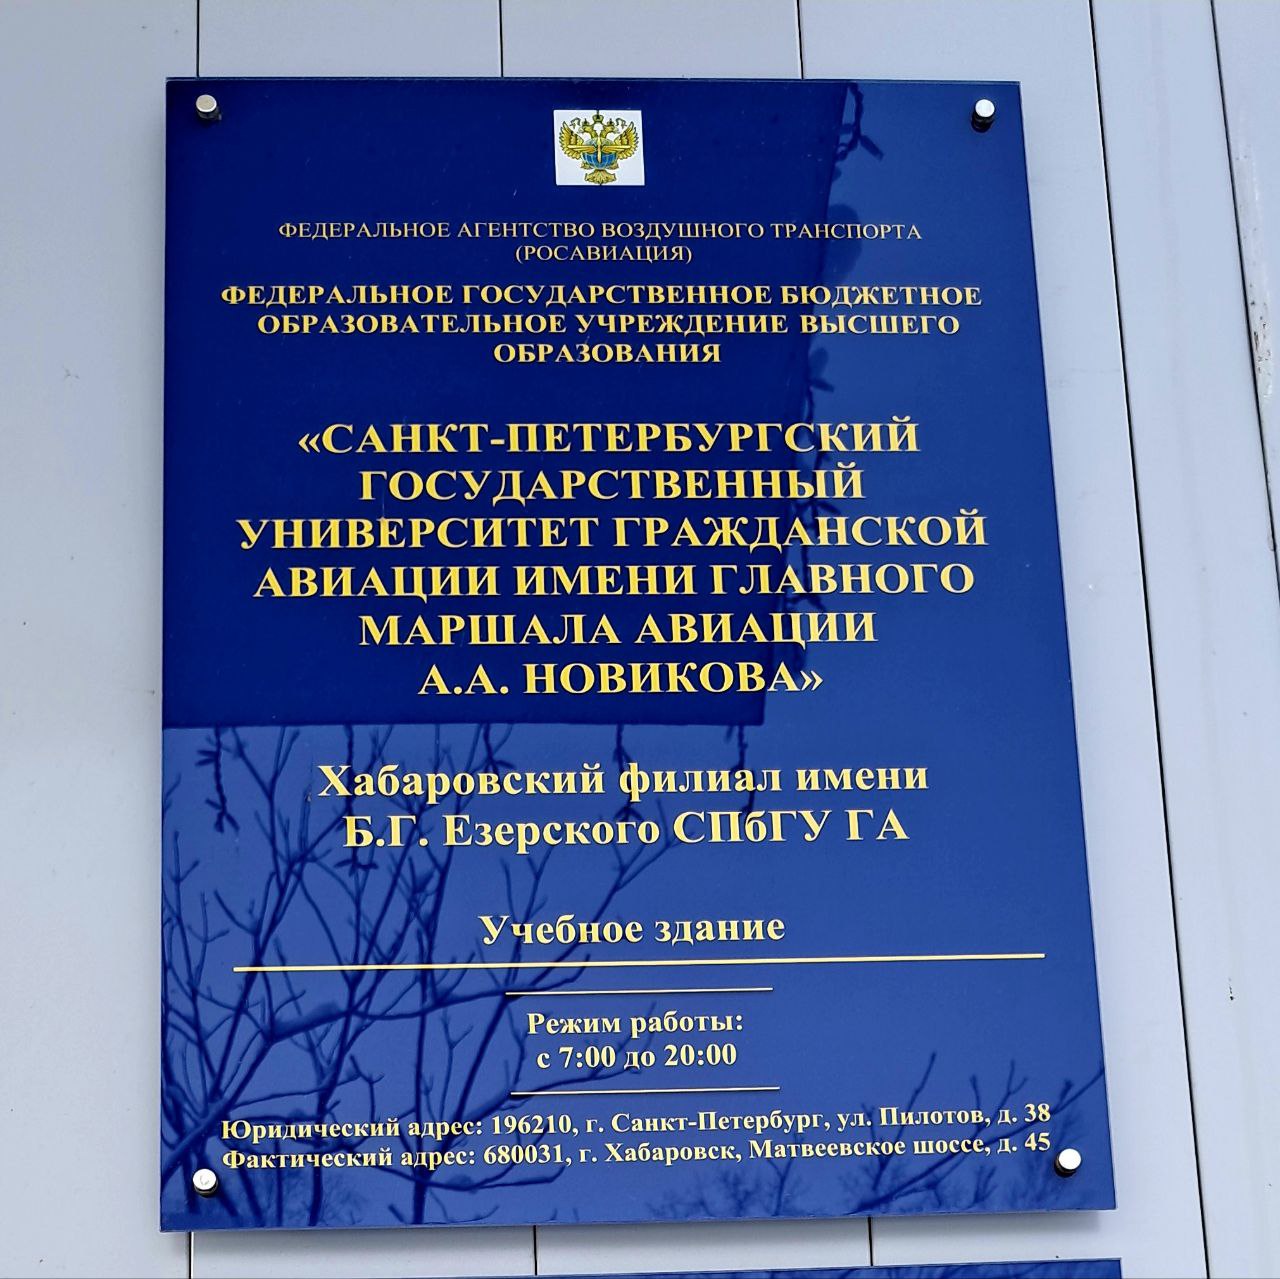 ФЕДЕРАЛЬНОЕ АГЕНТСТВО ВОЗДУШНОГО ТРАНСПОРТА
(РОСАВИАЦИЯ)
ФЕДЕРАЛЬНОЕ ГОСУДАРСТВЕННОЕ БЮДЖЕТНОЕ
ОБРАЗОВАТЕЛЬНОЕ УЧРЕЖДЕНИЕ ВЫСШЕГО
ОБРАЗОВАНИЯ
«САНКТ-ПЕТЕРБУРГСКИЙ
ГОСУДАРСТВЕННЫЙ
УНИВЕРСИТЕТ ГРАЖДАНСКОЙ
АВИАЦИИ ИМЕНИ ГЛАВНОГО
МАРШАЛА АВИАЦИИ
А.А. НОВИКОВА»
Хабаровский филиал имени
Б.Г. Езерского СПбГУ ГА
Учебное здание
Режим работы:
с 7:00 до 20:00
Юридический адрес: 196210, г. Санкт-Петербург, ул. Пилотов, д. 38
Фактический адрес: 680031, г. Хабаровск, Матвеевское шоссе, д. 45